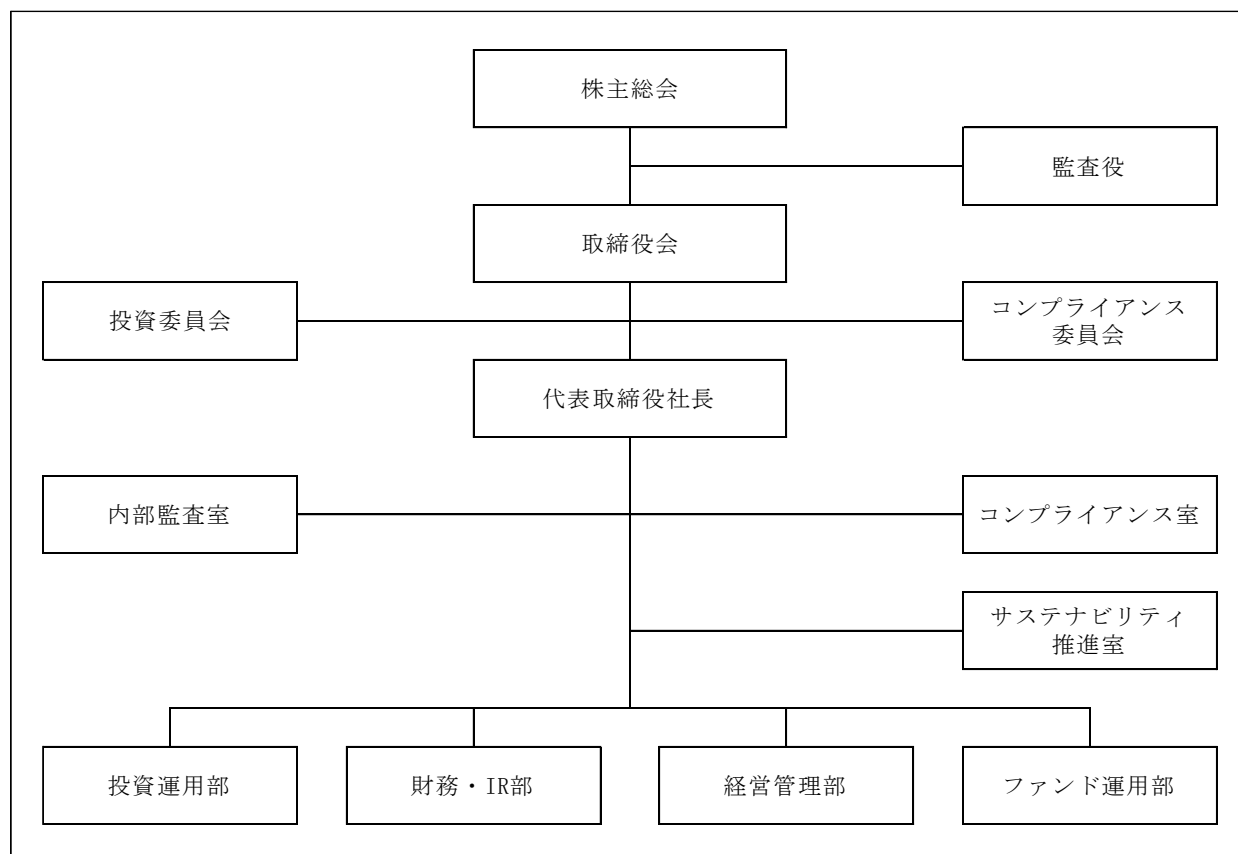 株主総会
監査役
取締役会
投資委員会
コンプライアンス
委員会
代表取締役社長
内部監査室
コンプライアンス室
サステナビリティ
推進室
投資運用部
財務・IR部
経営管理部
ファンド運用部